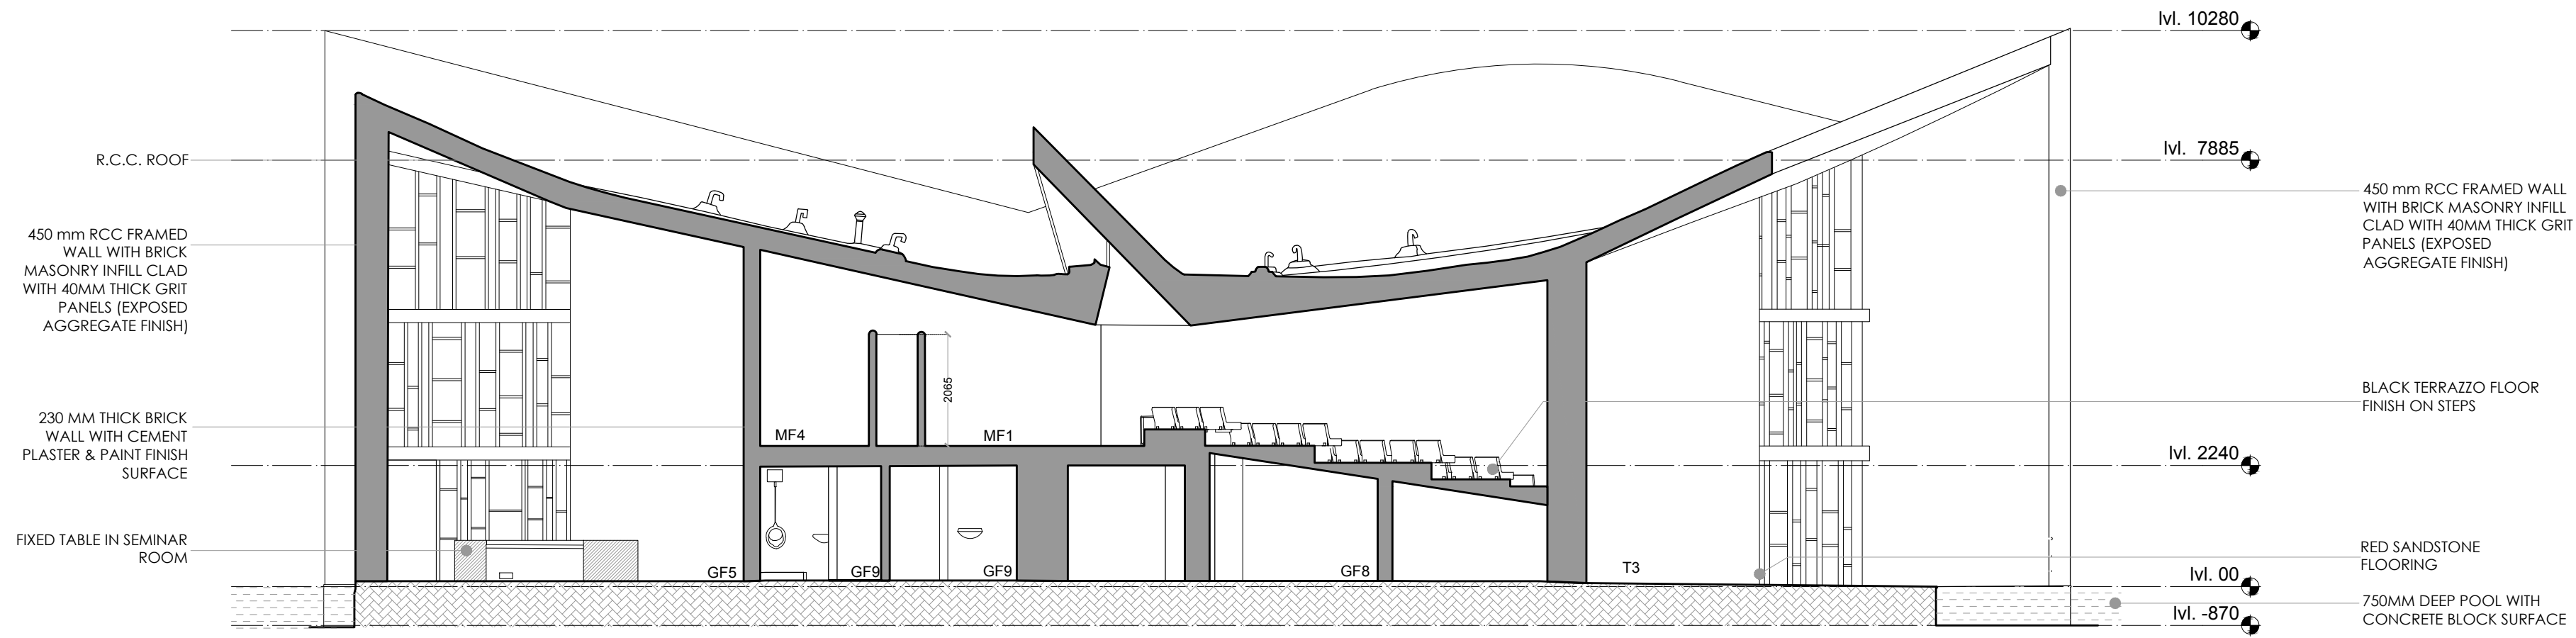 lvl. 10280
R.C.C. ROOF
lvl. 7885
450 mm RCC FRAMED
WALL WITH BRICK
MASONRY INFILL CLAD
WITH 40MM THICK GRIT
PANELS (EXPOSED
AGGREGATE FINISH)
450 mm RCC FRAMED WALL
WITH BRICK MASONRY INFILL
CLAD WITH 40MM THICK GRIT
PANELS (EXPOSED
AGGREGATE FINISH)
2065
BLACK TERRAZZO FLOOR
FINISH ON STEPS
230 MM THICK BRICK
WALL WITH CEMENT
PLASTER & PAINT FINISH
SURFACE
MF4
MF1
lvl. 2240
FIXED TABLE IN SEMINAR
ROOM
GF5
GF9
GF9
GF8
T3
RED SANDSTONE
FLOORING
lvl. 00
750MM DEEP POOL WITH
CONCRETE BLOCK SURFACE
lvl. -870